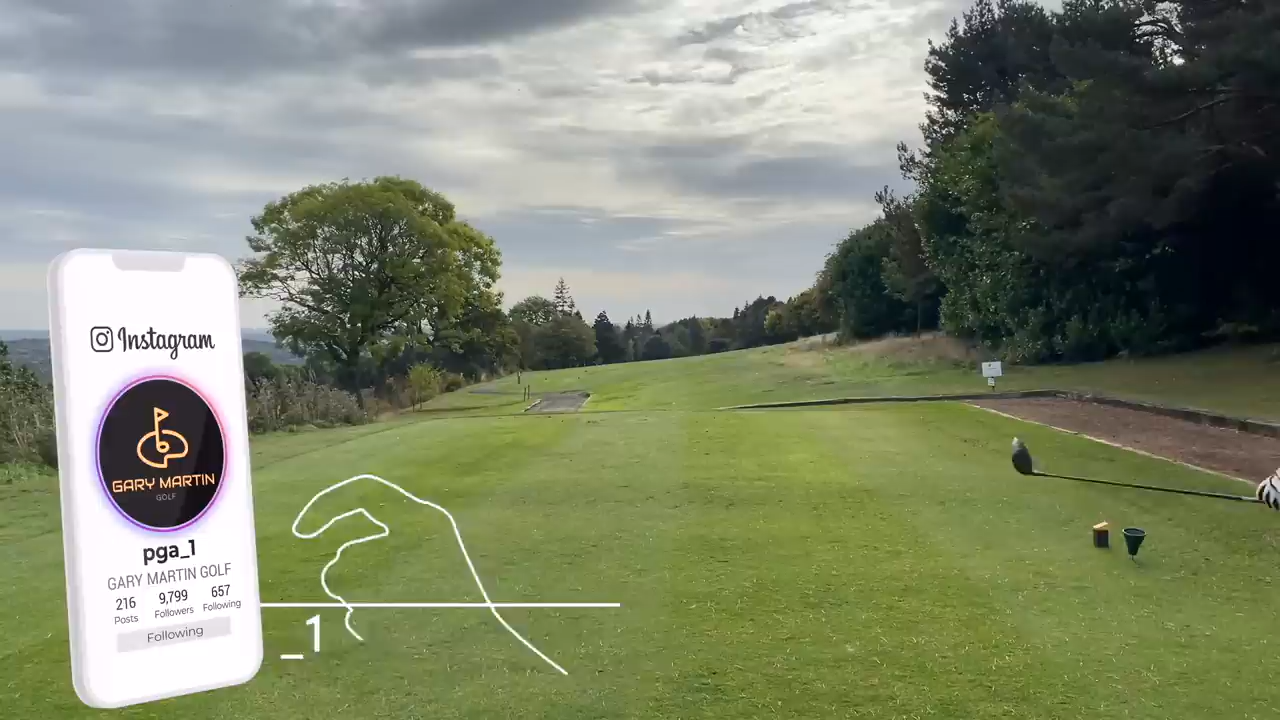 Instagram
GARY MARTIN
GOLF
pga_1
GARY MARTIN GOLF
216 9,799 657
Posts Followers Following
Following
_1